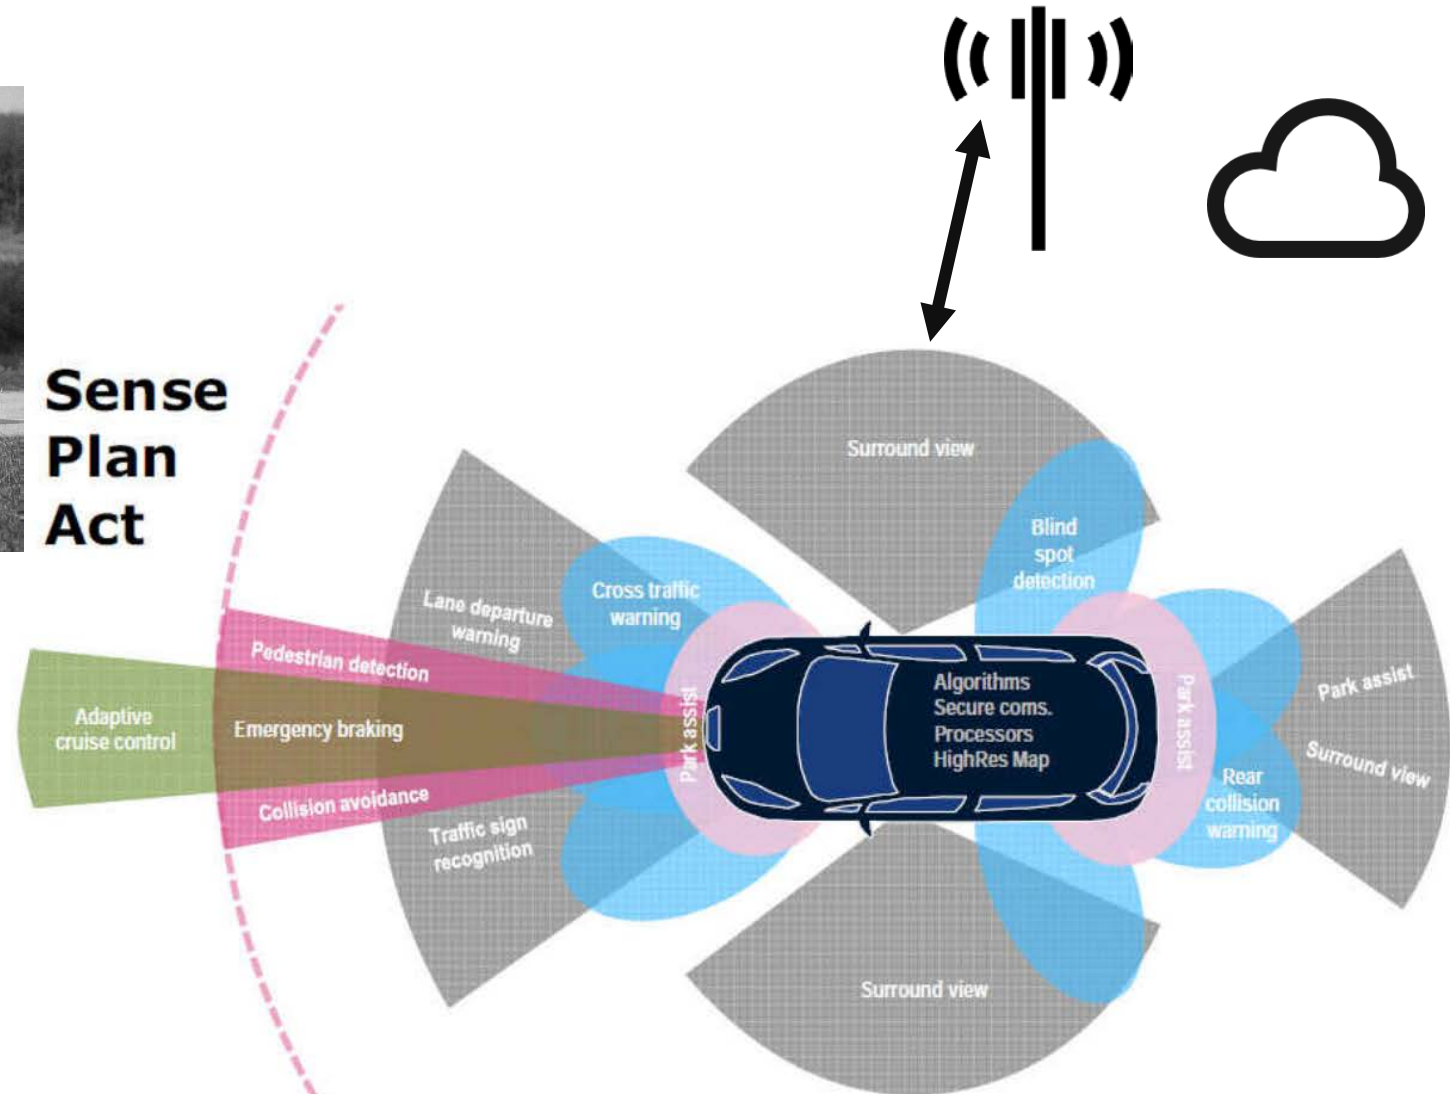 Sense
Plan
Act
Surround view
Blind
spot
detection
Lane departure
warning
Cross traffic
warning
Pedestrian detection
Adaptive
cruise control
Emergency braking
Collision avoidance
Traffic sign
recognition
Park assist
Algorithms
Secure coms.
Processors
HighRes Map
Park assist
Park assist
Surround view
Rear
collision
warning
Surround view